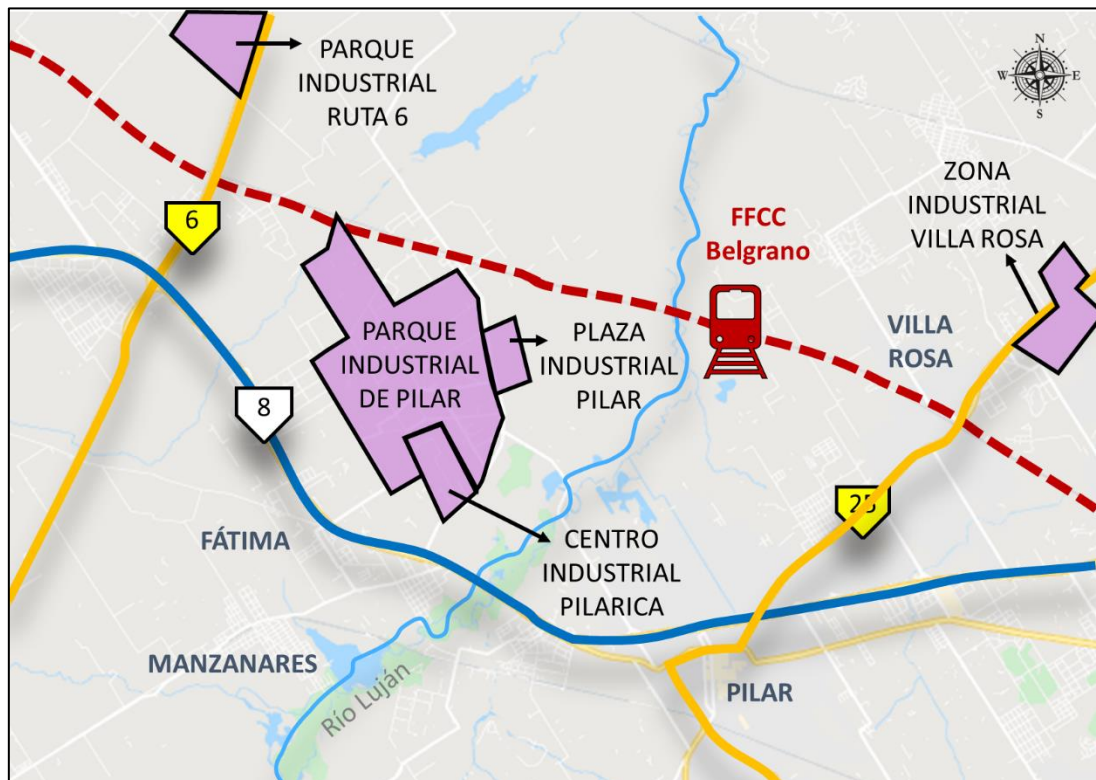 PARQUE
INDUSTRIAL
RUTA 6
N
W
E
S
ZONA
INDUSTRIAL
VILLA ROSA
6
FFCC
Belgrano
PARQUE
INDUSTRIAL
DE PILAR
PLAZA
INDUSTRIAL
PILAR
VILLA
ROSA
8
25
FÁTIMA
CENTRO
INDUSTRIAL
PILARICA
MANZANARES
Río Luján
PILAR